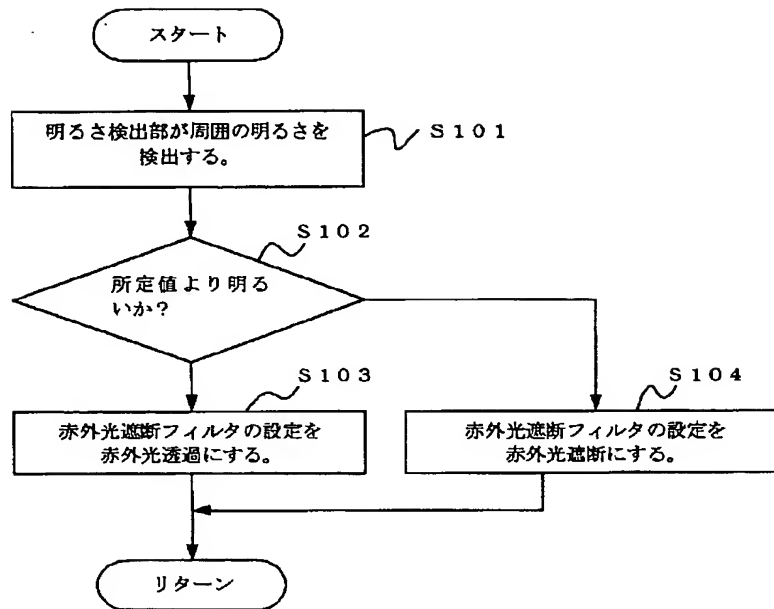 スタート
明るさ検出部が周囲の明るさを
検出する。
S101
S102
所定値より明る
いか?
S103
赤外光遮断フィルタの設定を
赤外光透過にする。
S104
赤外光遮断フィルタの設定を
赤外光遮断にする。
リターン